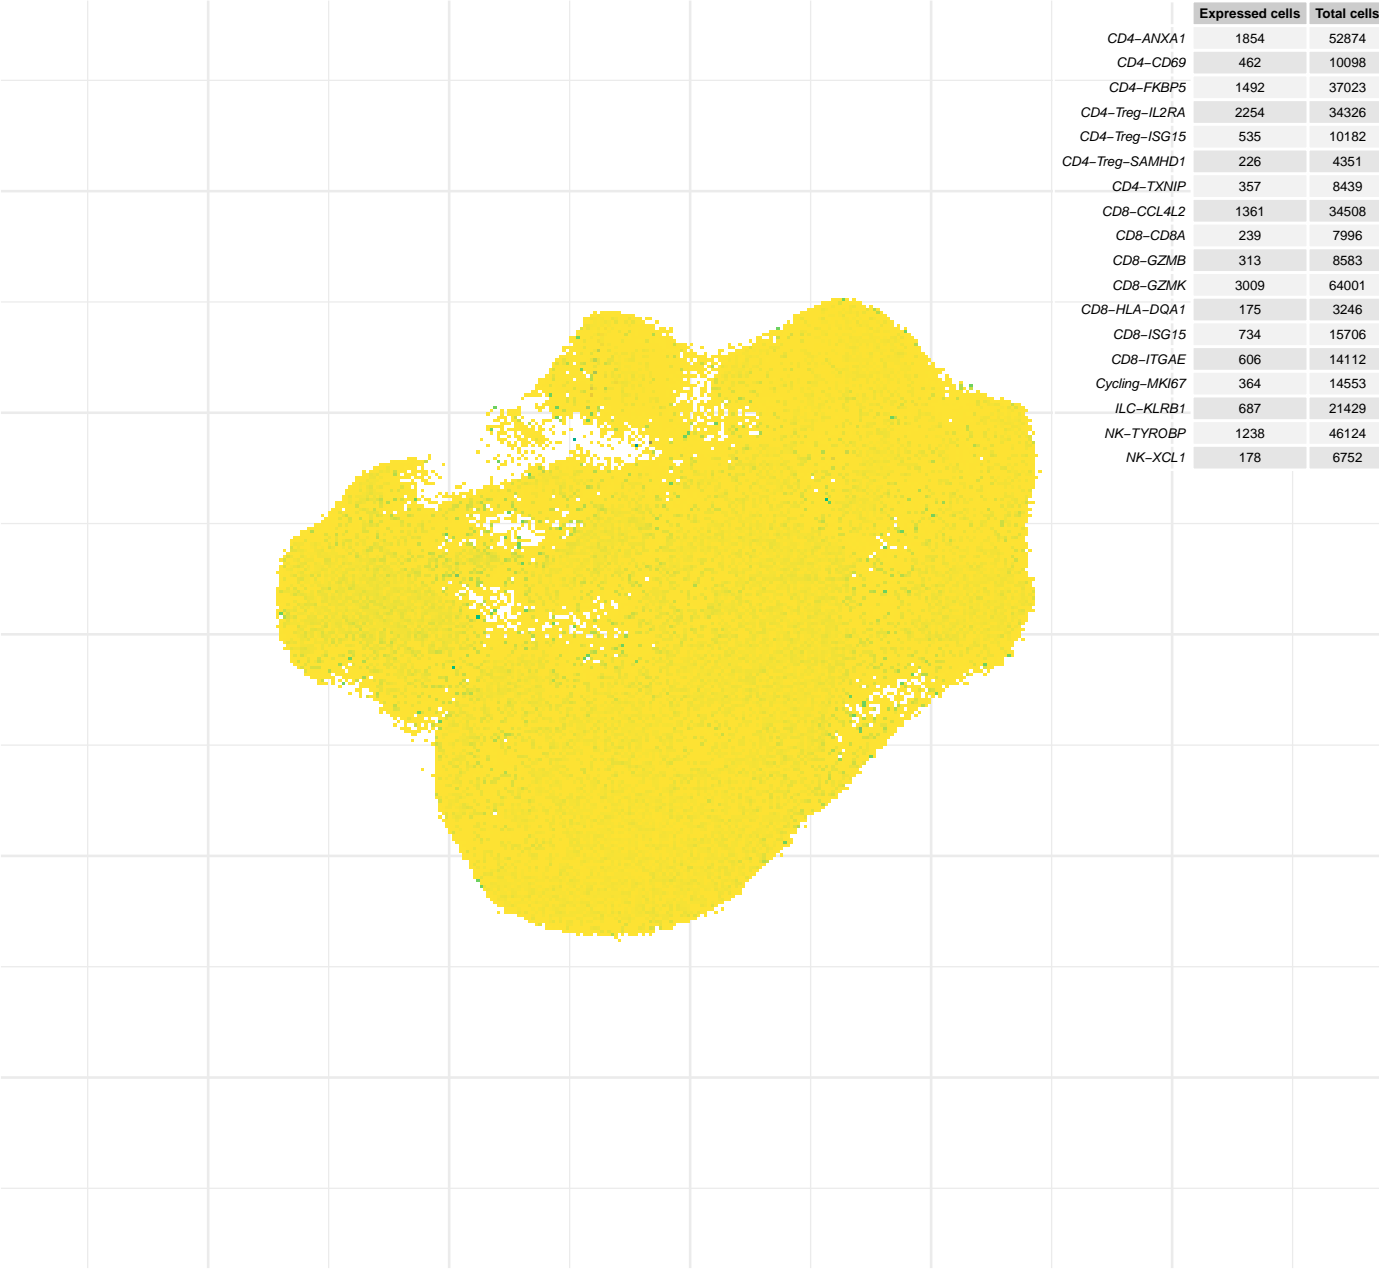 Expressed cells Total cells
CD4−ANXA1 1854 52874
CD4−CD69 462 10098
CD4−FKBP5 1492 37023
CD4−Treg−IL2RA 2254 34326
CD4−Treg−ISG15 535 10182
CD4−Treg−SAMHD1 226 4351
CD4−TXNIP 357 8439
CD8−CCL4L2 1361 34508
CD8−CD8A 239 7996
CD8−GZMB 313 8583
CD8−GZMK 3009 64001
CD8−HLA−DQA1 175 3246
CD8−ISG15 734 15706
CD8−ITGAE 606 14112
Cycling−MKI67 364 14553
ILC−KLRB1 687 21429
NK−TYROBP 1238 46124
NK−XCL1 178 6752